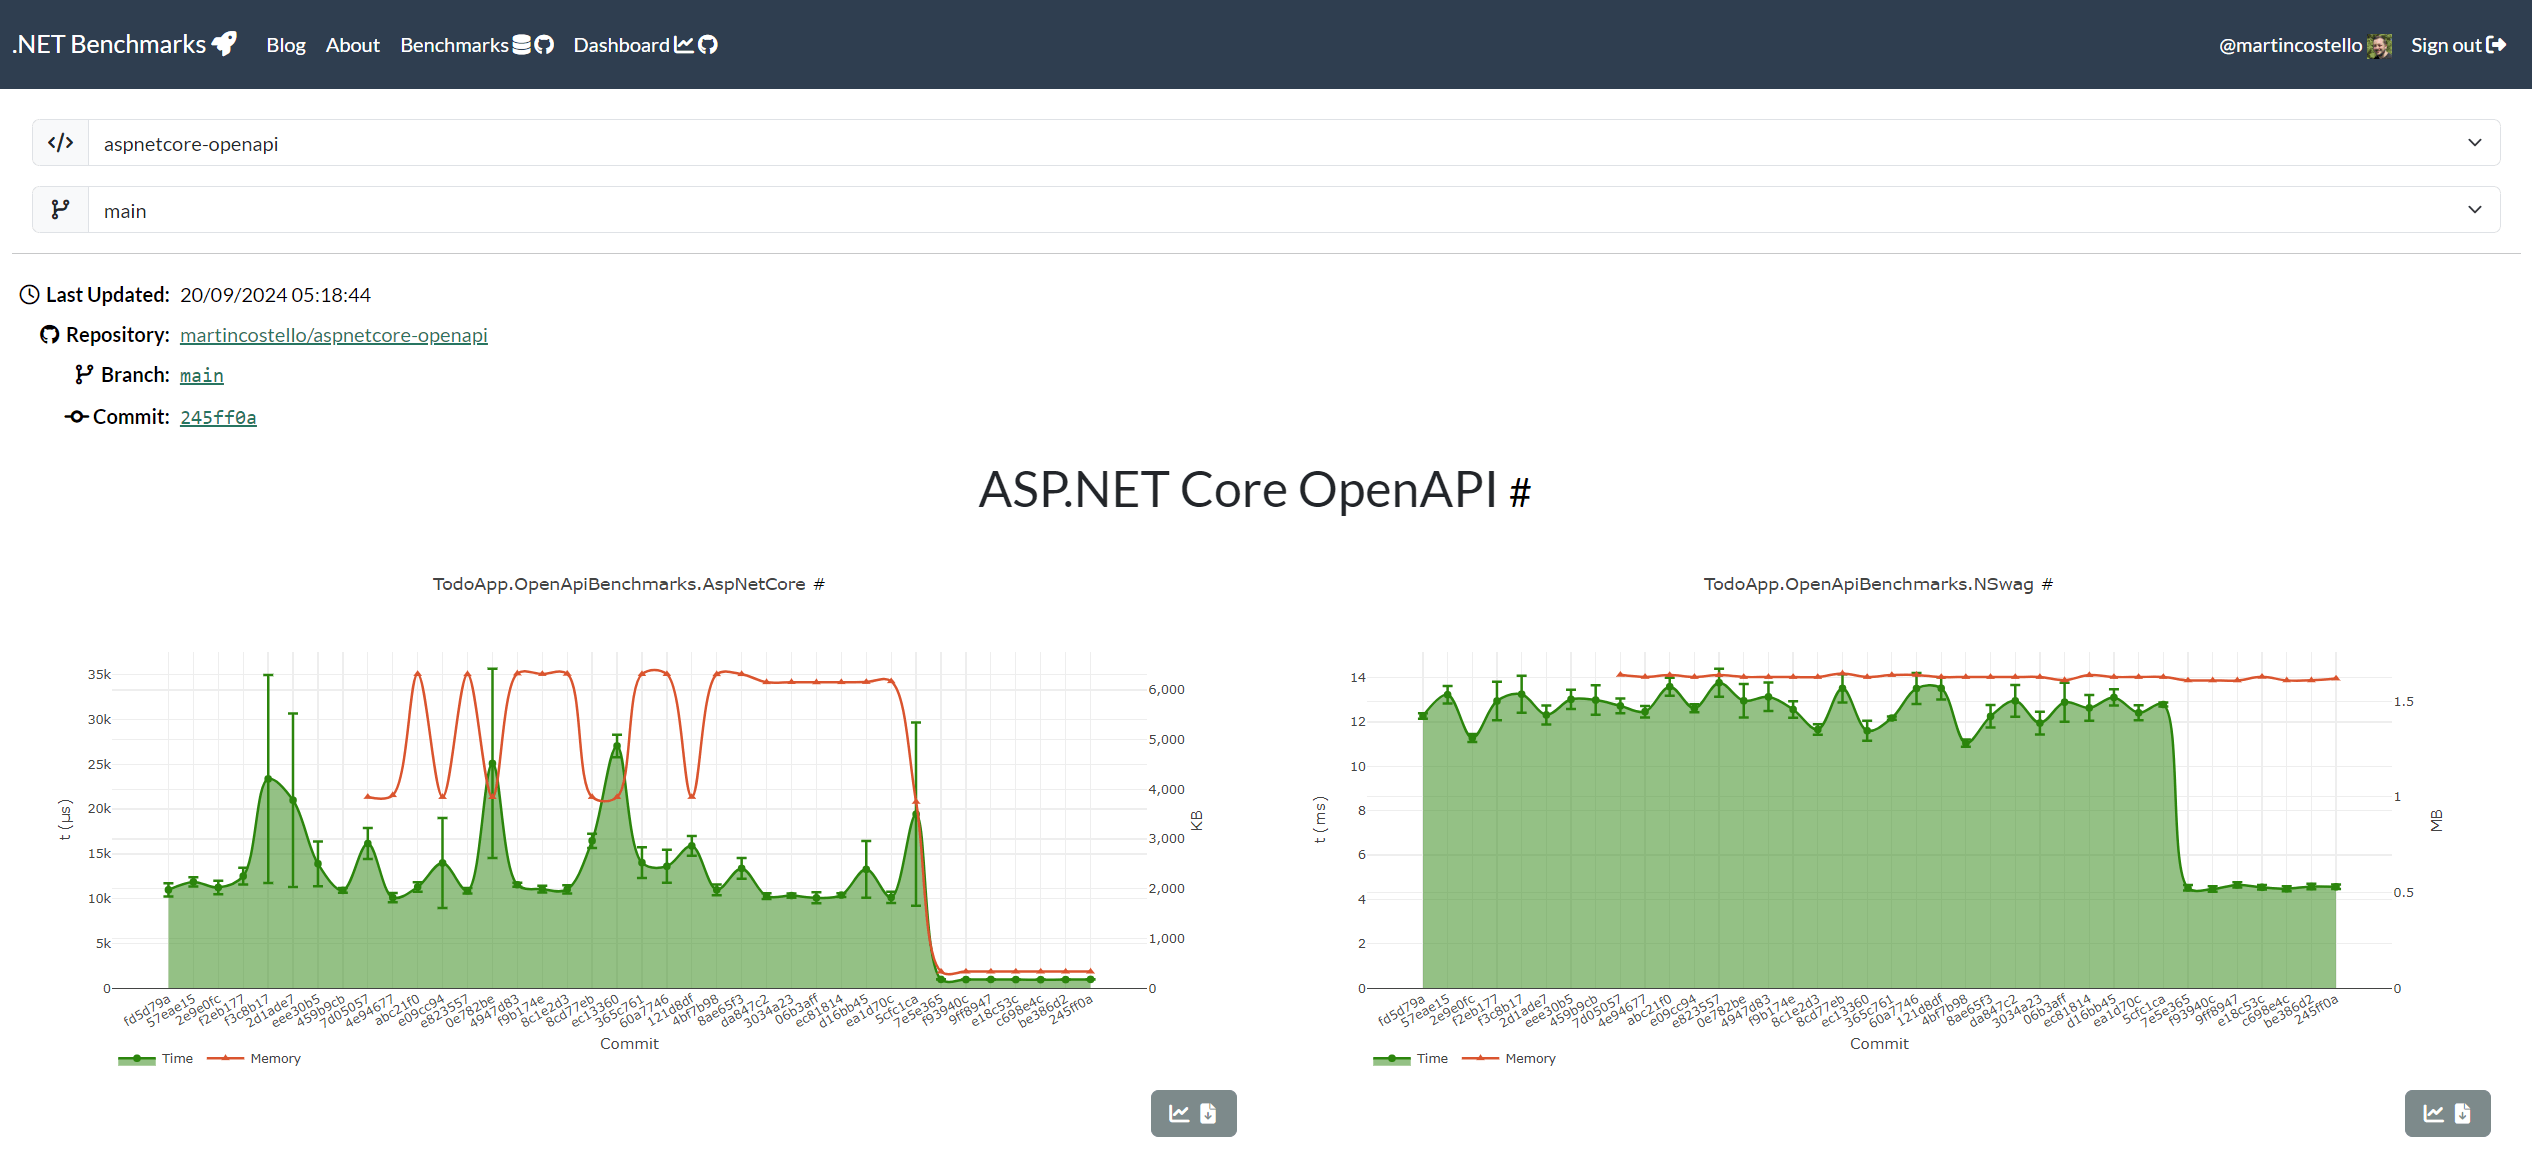 .NET Benchmarks Blog About Benchmarks Dashboard @martincostello Sign out
aspnetcore-openapi
main
Last Updated: 20/09/2024 05:18:44
Repository: martincostello/aspnetcore-openapi
Branch: main
Commit: 245ff0a
ASP.NET Core OpenAPI #
TodoApp.OpenApiBenchmarks.AspNetCore #
35k
30k
25k
20k
15k
10k
5k
0
t (µs)
6,000
5,000
4,000
3,000
2,000
1,000
0
KB
fd5d79a 57eae15 2e9e0fc f2eb177 f3c8b17 2d1ade7 eee30b5 459b9cb 7d05057 4e94677 abc21f0 e09cc94 e823557 0e782be 4947d83 f9b174e 8c1e2d3 8cd77eb ec13360 365c761 60a7746 121d8df 4bf7b98 8ae65f3 da847c2 3034a23 06b3aff ec81814 d16bb45 ea1d70c 5cfc1ca 7e5e365 f3940c 9ff8947 e18c53c c698e4c be386d2 245ff0a
Commit
Time Memory
TodoApp.OpenApiBenchmarks.NSwag #
14
12
10
8
6
4
2
0
t (ms)
1.5
1
0.5
0
MB
fd5d79a 57eae15 2e9e0fc f2eb177 f3c8b17 2d1ade7 eee30b5 459b9cb 7d05057 4e94677 abc21f0 e09cc94 e823557 0e782be 4947d83 f9b174e 8c1e2d3 8cd77eb ec13360 365c761 60a7746 121d8df 4bf7b98 8ae65f3 da847c2 3034a23 06b3aff ec81814 d16bb45 ea1d70c 5cfc1ca 7e5e365 f3940c 9ff8947 e18c53c c698e4c be386d2 245ff0a
Commit
Time Memory